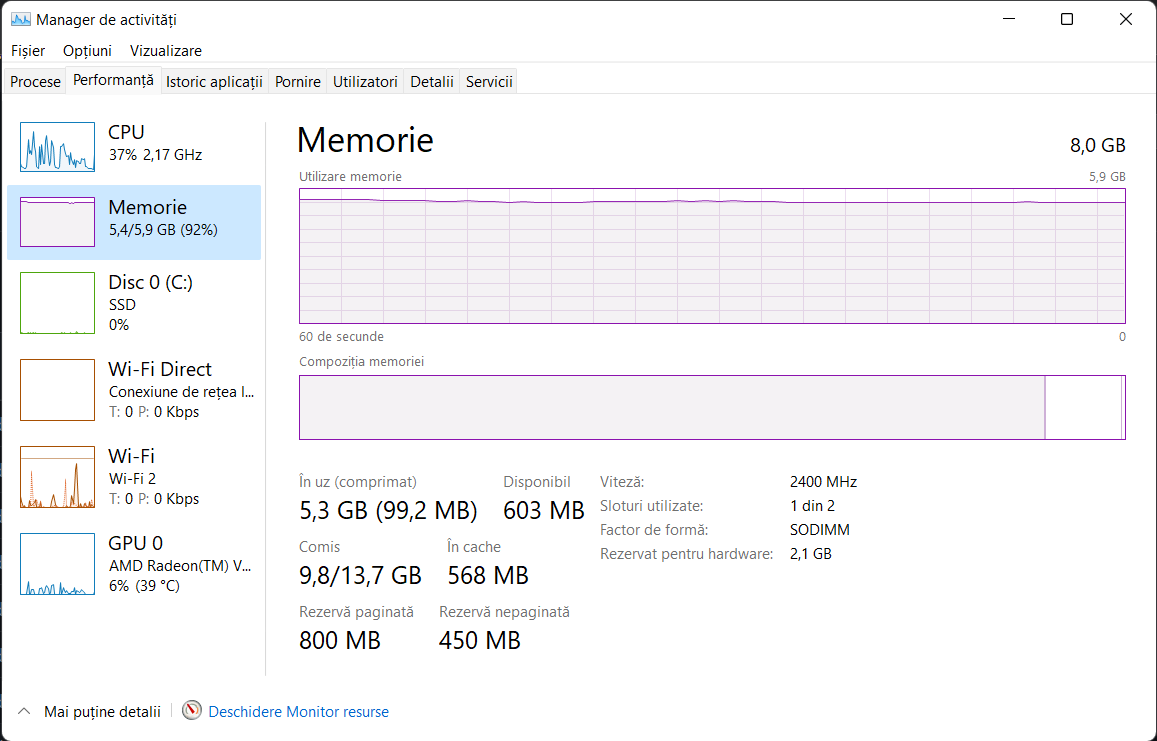 Manager de activități
Fișier Opțiuni Vizualizare
Procese Performanță Istoric aplicații Pornire Utilizatori Detalii Servicii
CPU
37% 2,17 GHz
Memorie
5,4/5,9 GB (92%)
Disc 0 (C:)
SSD
0%
Wi-Fi Direct
Conexiune de rețea l...
T: 0 P: 0 Kbps
Wi-Fi
Wi-Fi 2
T: 0 P: 0 Kbps
GPU 0
AMD Radeon(TM) V...
6% (39 °C)
Memorie 8,0 GB
Utilizare memorie 5,9 GB
60 de secunde 0
Compoziția memoriei
În uz (comprimat) Disponibil
5,3 GB (99,2 MB) 603 MB
Comis În cache
9,8/13,7 GB 568 MB
Rezervă paginată Rezervă nepaginată
800 MB 450 MB
Viteză: 2400 MHz
Sloturi utilizate: 1 din 2
Factor de formă: SODIMM
Rezervat pentru hardware: 2,1 GB
Mai puține detalii Deschidere Monitor resurse